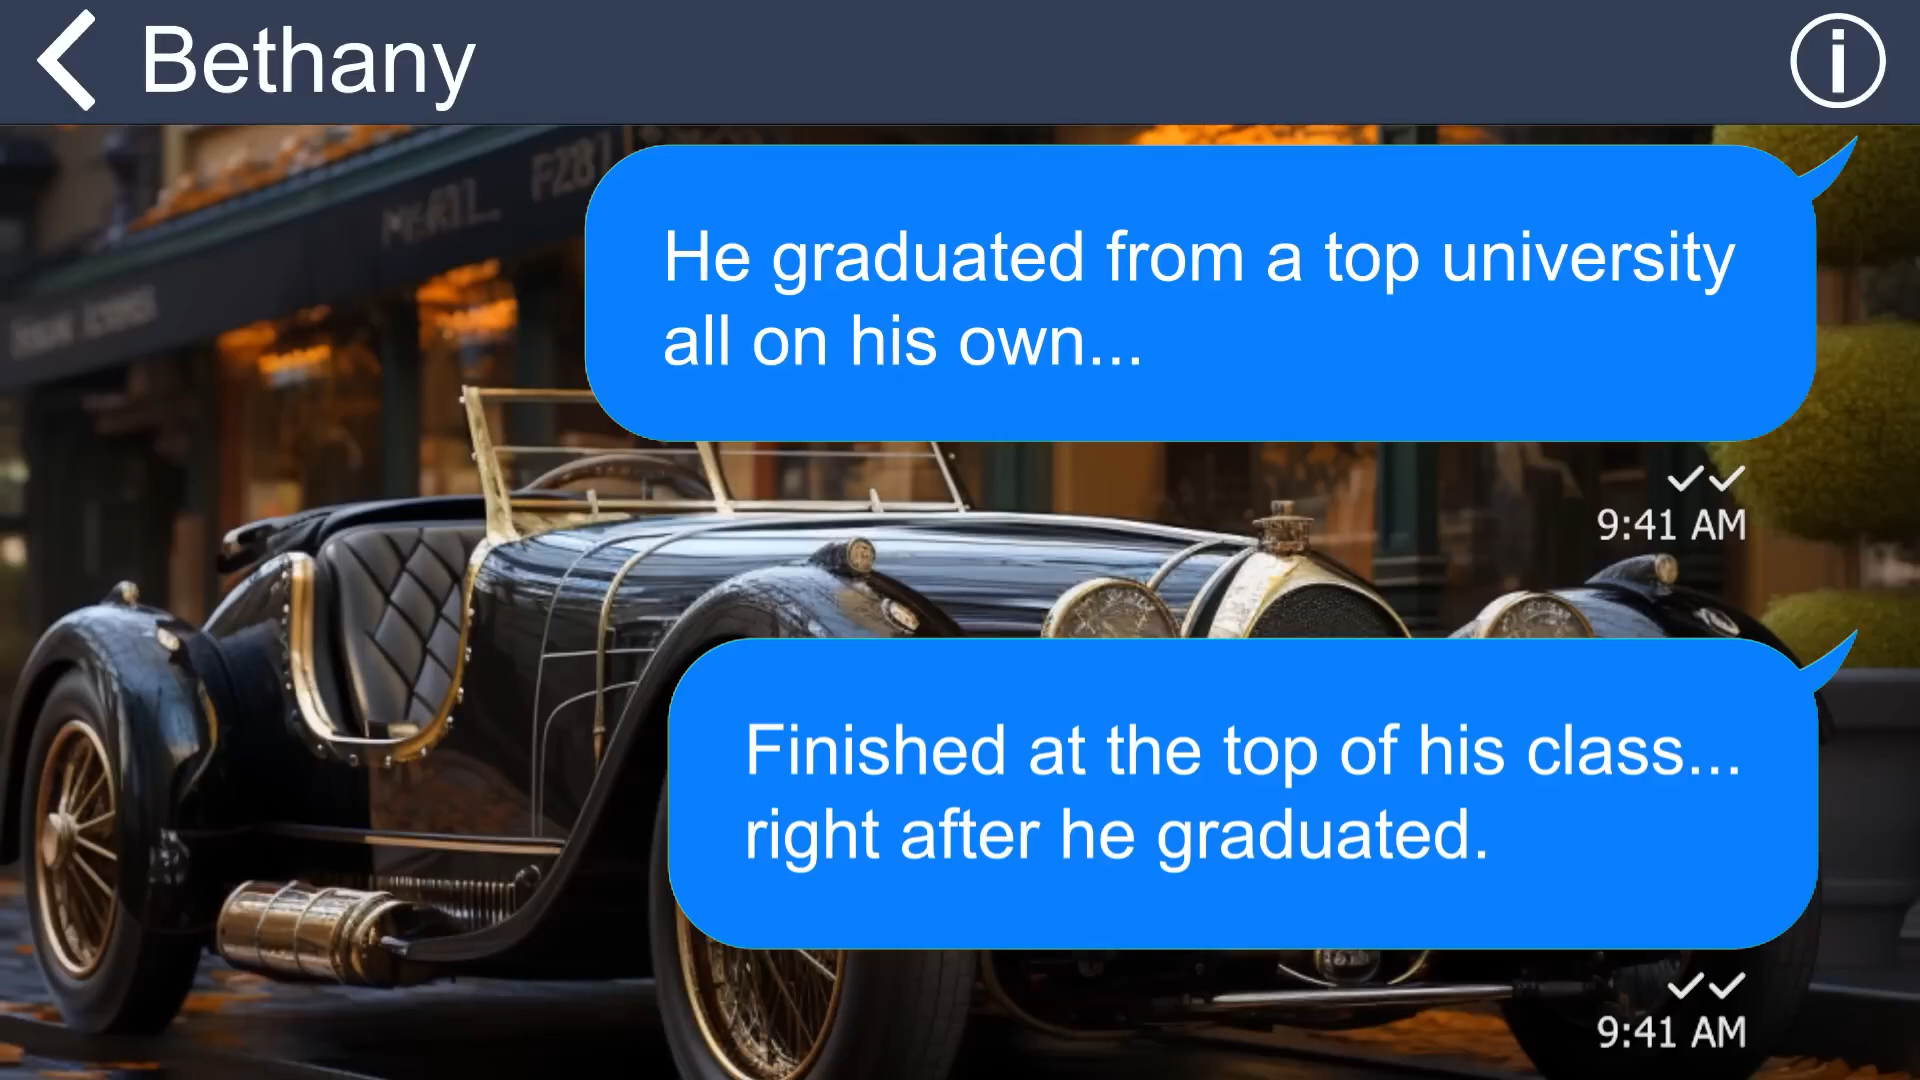 Bethany
He graduated from a top university
all on his own...
9:41 AM
Finished at the top of his class...
right after he graduated.
9:41 AM